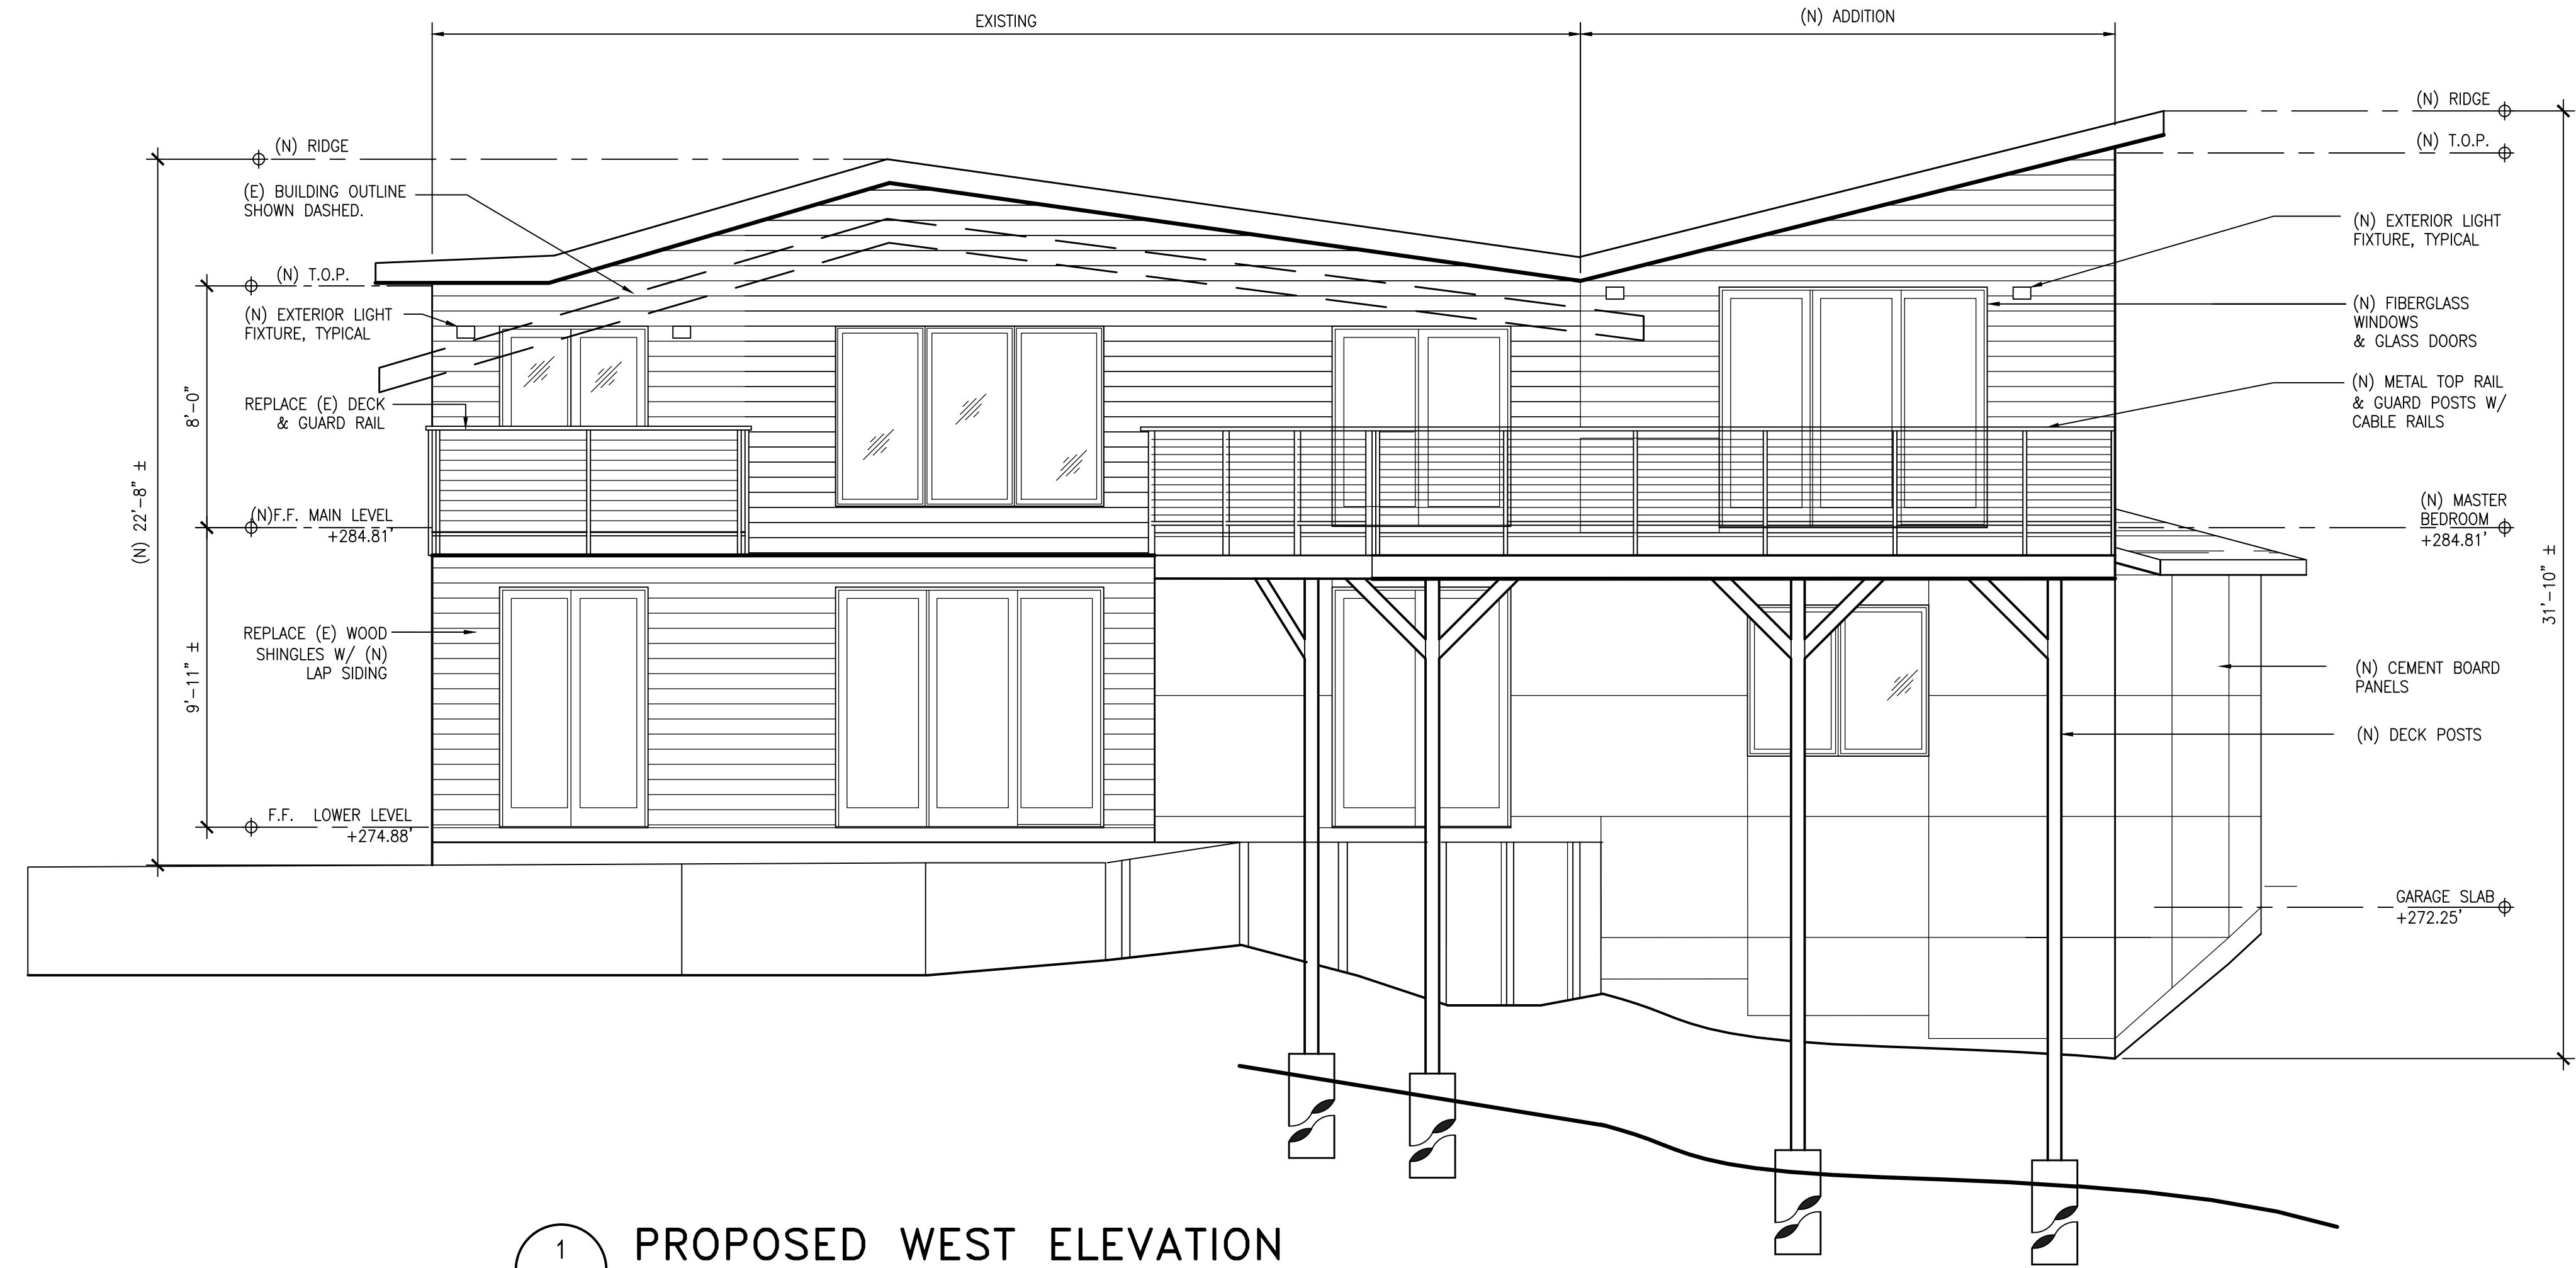 EXISTING
(N) ADDITION
(N) RIDGE
(E) BUILDING OUTLINE
SHOWN DASHED.
(N) T.O.P.
(N) EXTERIOR LIGHT
FIXTURE, TYPICAL
REPLACE (E) DECK
& GUARD RAIL
8'-0"
(N) 22'-8" ±
(N)F.F. MAIN LEVEL
+284.81'
REPLACE (E) WOOD
SHINGLES W/ (N)
LAP SIDING
9'-11" ±
F.F. LOWER LEVEL
+274.88'
(N) RIDGE
(N) T.O.P.
(N) EXTERIOR LIGHT
FIXTURE, TYPICAL
(N) FIBERGLASS
WINDOWS
& GLASS DOORS
(N) METAL TOP RAIL
& GUARD POSTS W/
CABLE RAILS
(N) MASTER
BEDROOM
+284.81'
31'-10" ±
(N) CEMENT BOARD
PANELS
(N) DECK POSTS
GARAGE SLAB
+272.25'
1
PROPOSED WEST ELEVATION